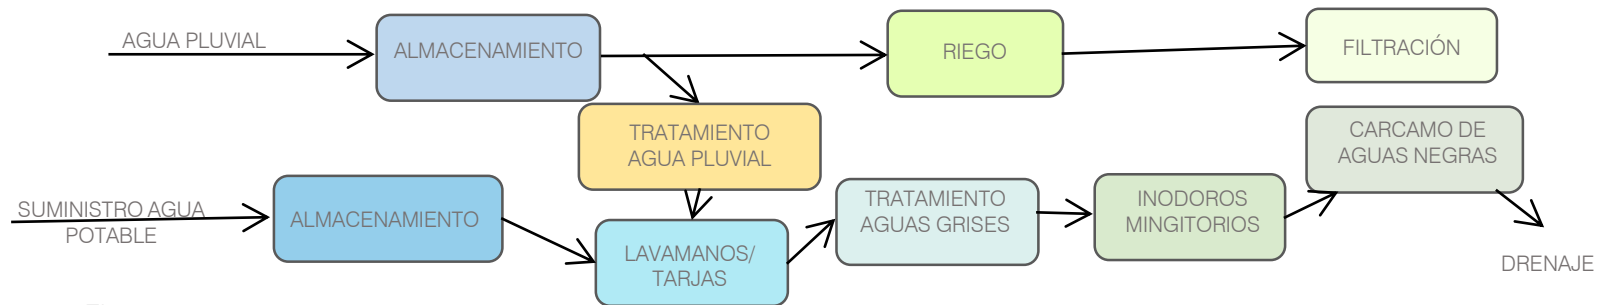 AGUA PLUVIAL
ALMACENAMIENTO
RIEGO
FILTRACIÓN
TRATAMIENTO
AGUA PLUVIAL
CARCAMO DE
AGUAS NEGRAS
SUMINISTRO AGUA
POTABLE
ALMACENAMIENTO
LAVAMANOS/
TARJAS
TRATAMIENTO
AGUAS GRISES
INODOROS
MINGITORIOS
DRENAJE